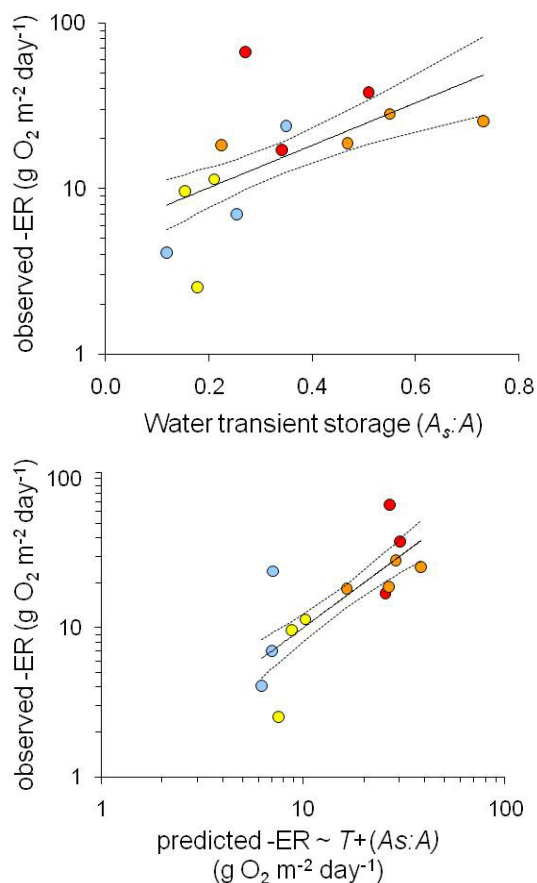 100
10
1
observed -ER (g O₂ m⁻² day⁻¹)
0.0 0.2 0.4 0.6 0.8
Water transient storage (Aₛ:A)
100
10
1
observed -ER (g O₂ m⁻² day⁻¹)
1 10 100
predicted -ER ~ T+(As:A)
(g O₂ m⁻² day⁻¹)